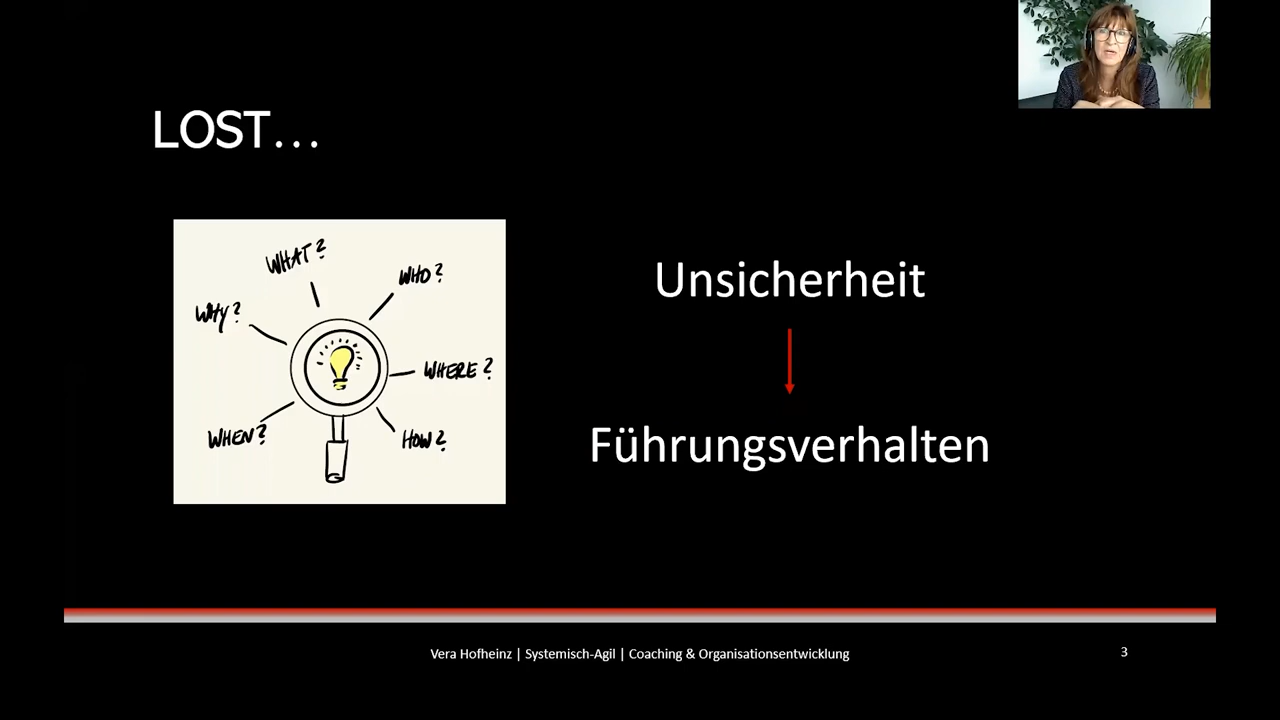 LOST...
WHAT?
WHO?
WHY?
WHERE?
WHEN?
HOW?
Unsicherheit
Führungsverhalten
Vera Hofheinz | Systemisch-Agil | Coaching & Organisationsentwicklung
3